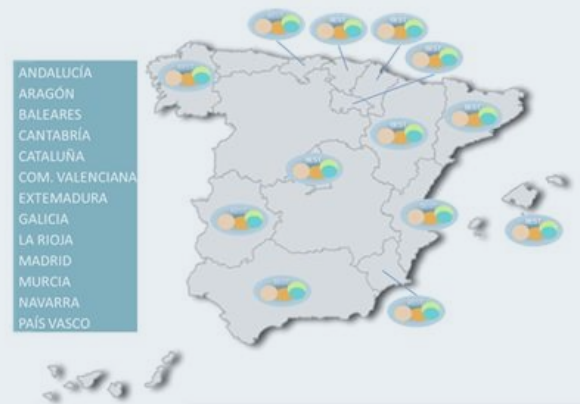 ANDALUCÍA
ARAGÓN
BALEARES
CANTABRÍA
CATALUÑA
COM. VALENCIANA
EXTEMADURA
GALICIA
LA RIOJA
MADRID
MURCIA
NAVARRA
PAÍS VASCO